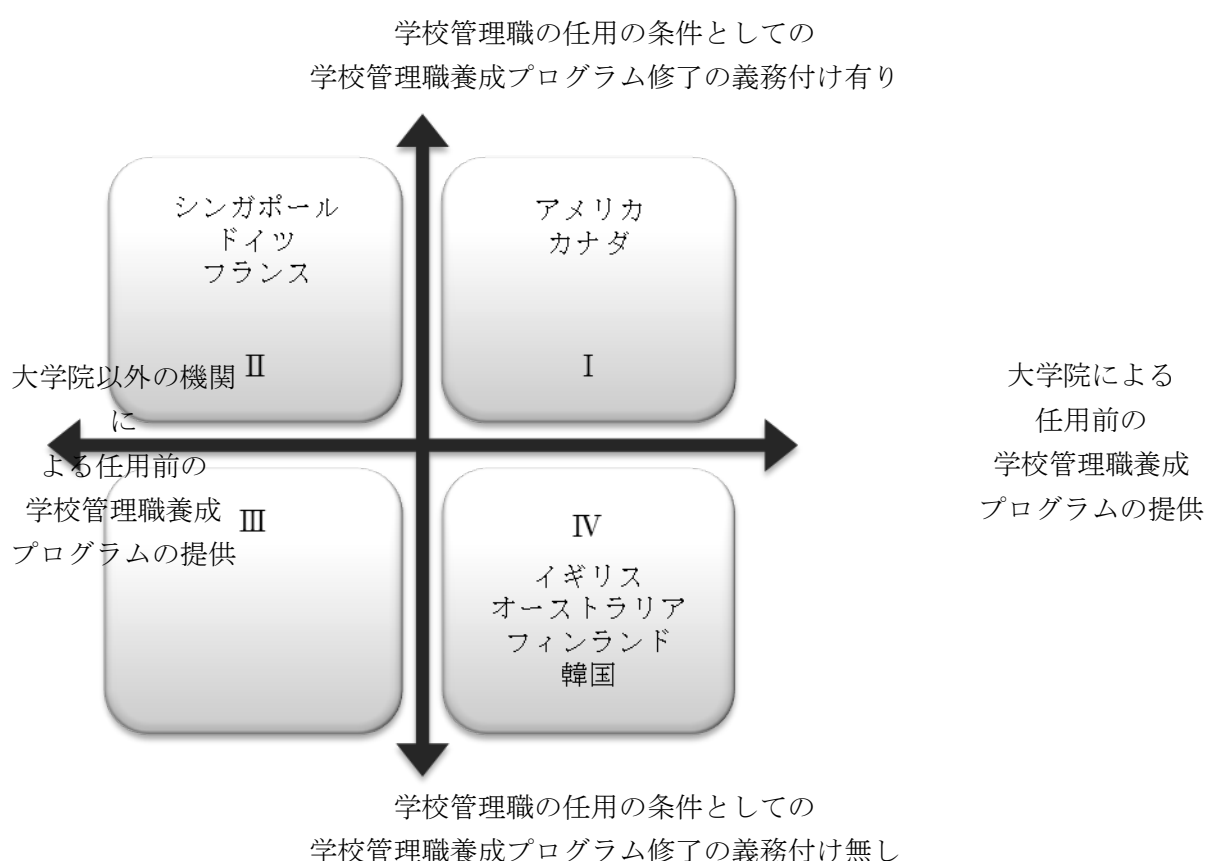 学校管理職の任用の条件としての
学校管理職養成プログラム修了の義務付け有り
シンガポール
ドイツ
フランス
Ⅱ
アメリカ
カナダ
Ⅰ
大学院以外の機関
に
よる任用前の
学校管理職養成
プログラムの提供
大学院による
任用前の
学校管理職養成
プログラムの提供
Ⅲ
Ⅳ
イギリス
オーストラリア
フィンランド
韓国
学校管理職の任用の条件としての
学校管理職養成プログラム修了の義務付け無し